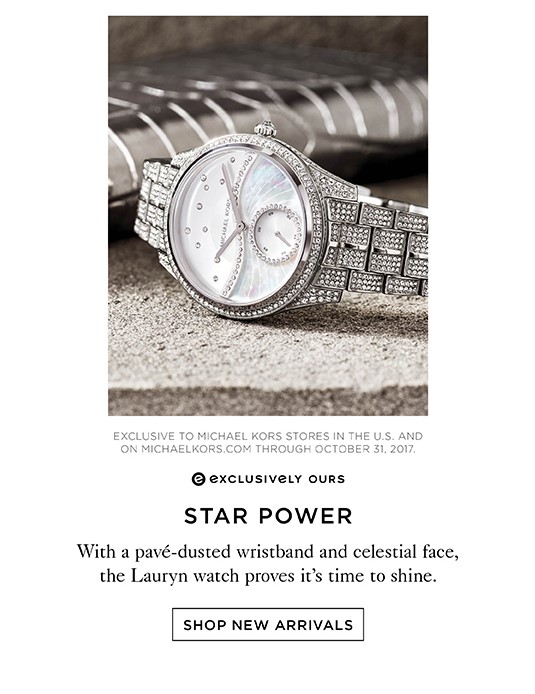 MICHAEL KORS
EXCLUSIVE TO MICHAEL KORS STORES IN THE U.S. AND
ON MICHAELKORS.COM THROUGH OCTOBER 31, 2017.
e exclusively ours
STAR POWER
With a pavé-dusted wristband and celestial face,
the Lauryn watch proves it's time to shine.
SHOP NEW ARRIVALS